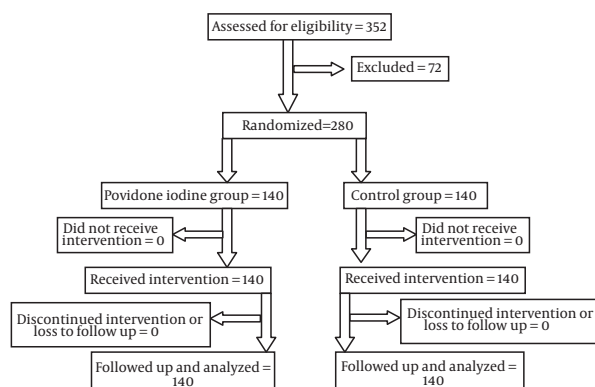 Assessed for eligibility = 352
Excluded = 72
Randomized=280
Povidone iodine group = 140
Control group = 140
Did not receive
intervention = 0
Did not receive
intervention = 0
Received intervention = 140
Received intervention = 140
Discontinued intervention or
loss to follow up = 0
Discontinued intervention or
loss to follow up = 0
Followed up and analyzed =
140
Followed up and analyzed =
140